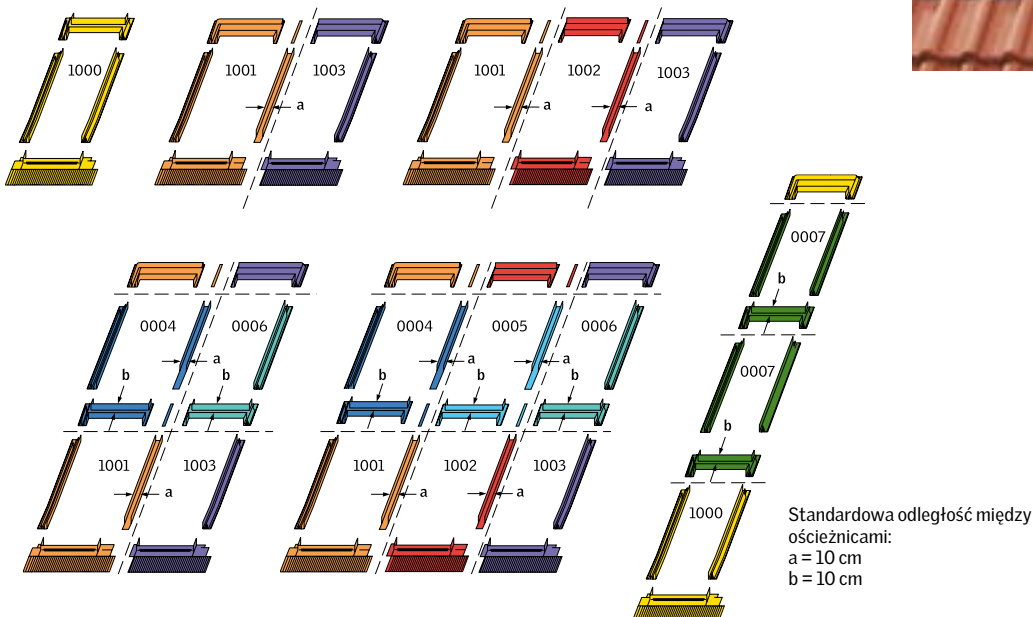 1000
1001
1003
a
1001
1002
1003
a
a
0004
0006
a
b
b
1001
1003
a
0004
0005
0006
a
a
b
b
b
1001
1002
1003
a
a
0007
b
0007
b
1000
Standardowa odległość między
ościeżnicami:
a = 10 cm
b = 10 cm